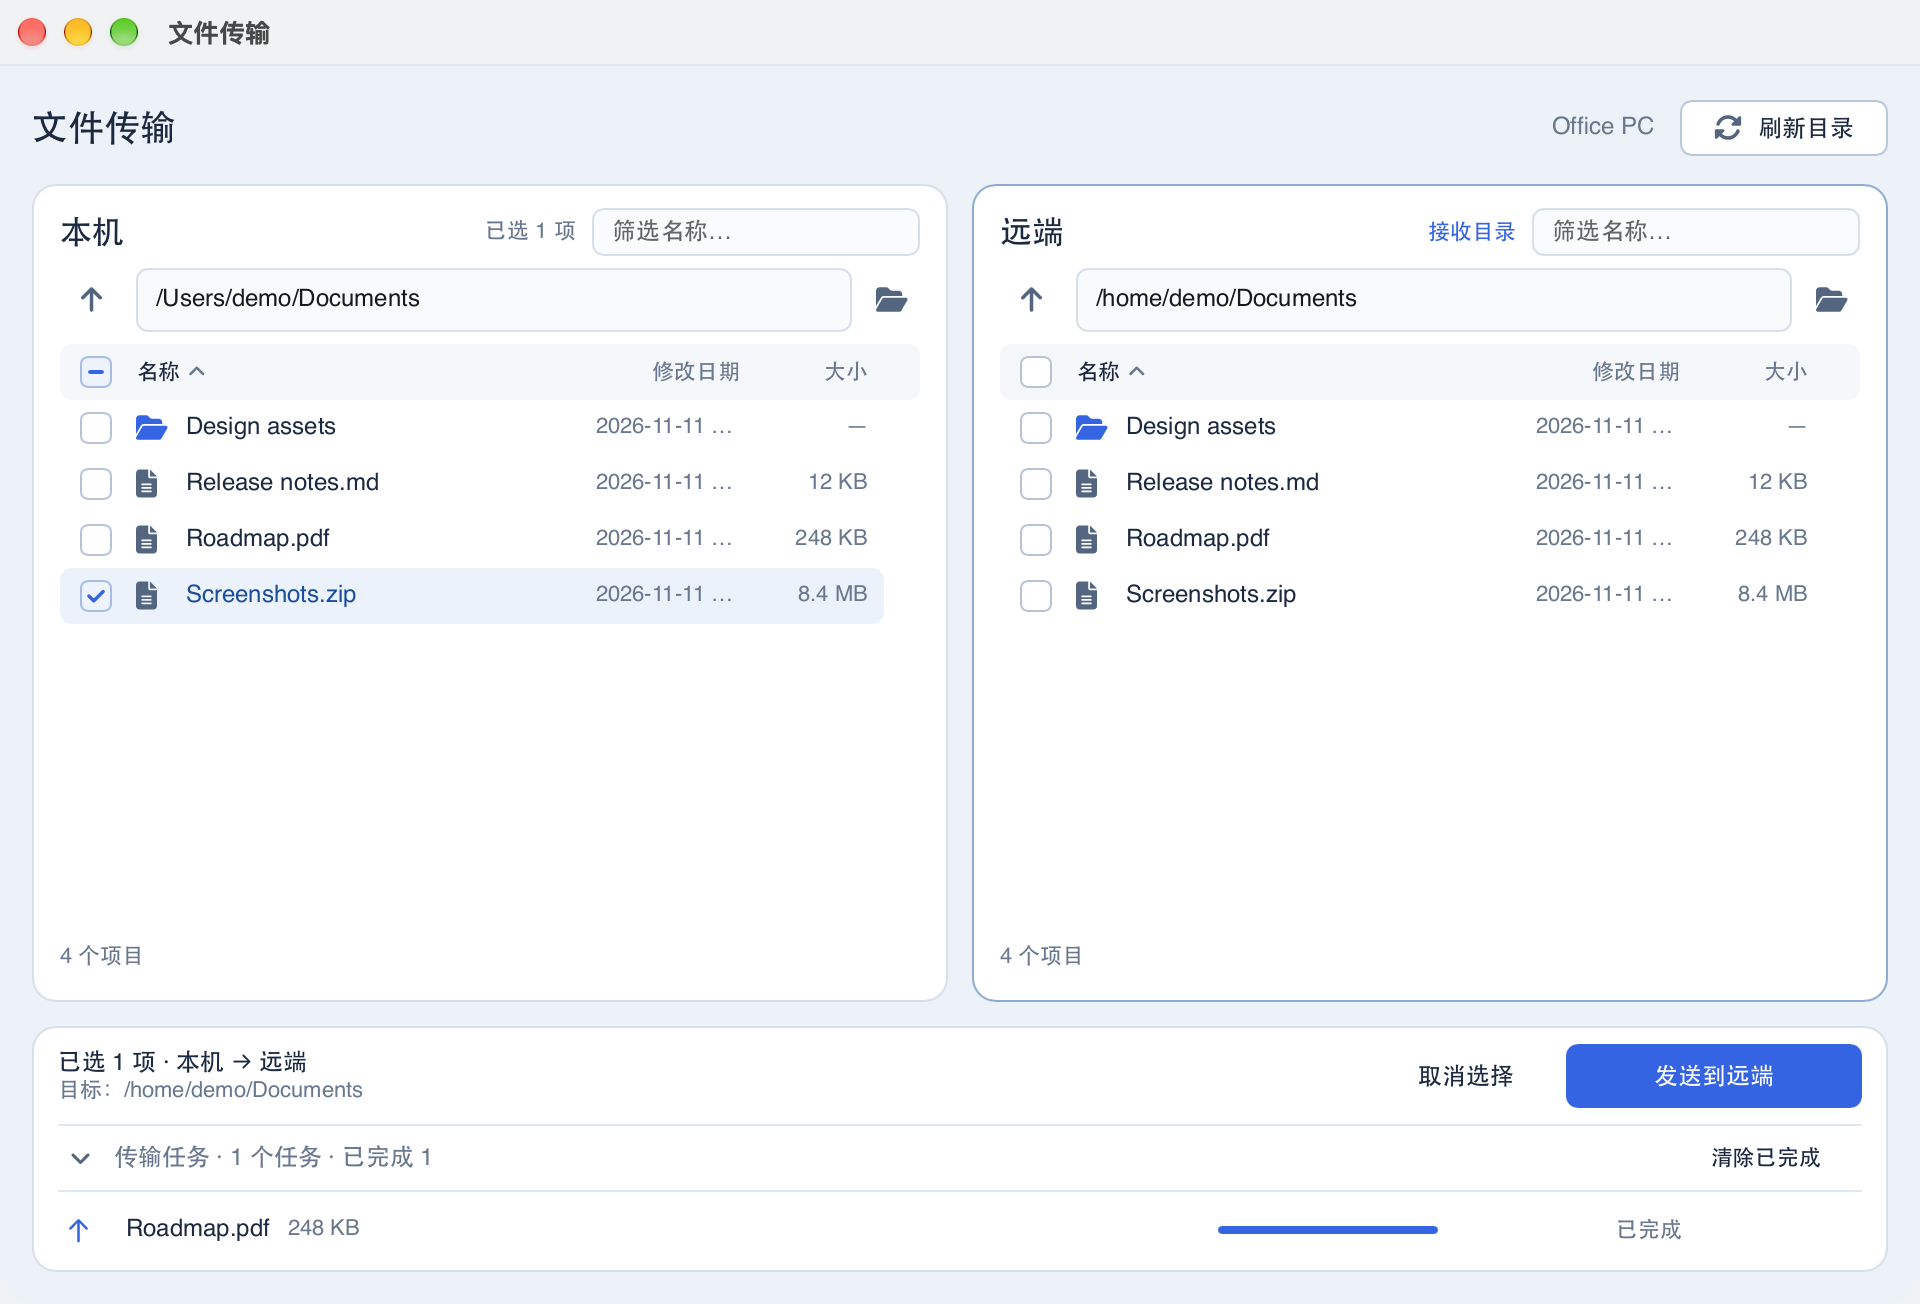 文件传输
文件传输
Office PC
刷新目录
本机
已选 1 项
筛选名称...
/Users/demo/Documents
名称
修改日期
大小
Design assets
2026-11-11 ...
—
Release notes.md
2026-11-11 ...
12 KB
Roadmap.pdf
2026-11-11 ...
248 KB
Screenshots.zip
2026-11-11 ...
8.4 MB
4 个项目
远端
接收目录
筛选名称...
/home/demo/Documents
名称
修改日期
大小
Design assets
2026-11-11 ...
—
Release notes.md
2026-11-11 ...
12 KB
Roadmap.pdf
2026-11-11 ...
248 KB
Screenshots.zip
2026-11-11 ...
8.4 MB
4 个项目
已选 1 项 · 本机 → 远端
目标：/home/demo/Documents
取消选择
发送到远端
传输任务 · 1 个任务 · 已完成 1
清除已完成
Roadmap.pdf 248 KB
已完成